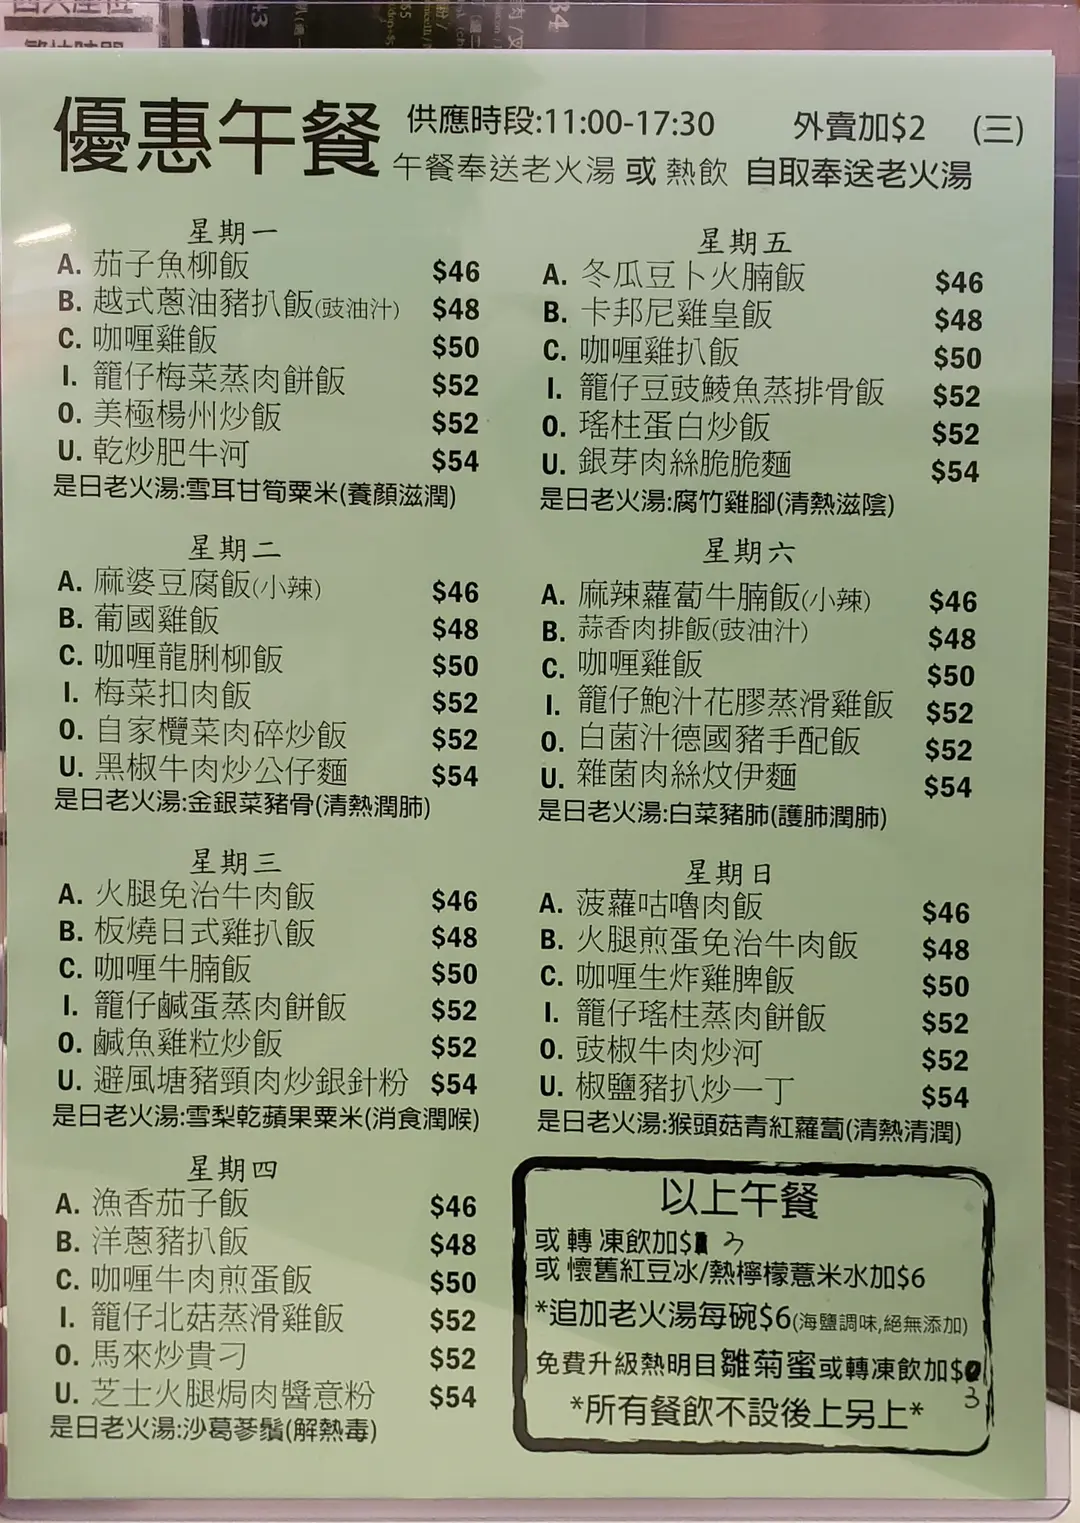 優惠午餐
供應時段:11:00-17:30 外賣加$2 (三)
午餐奉送老火湯 或 熱飲 自取奉送老火湯
星期一
A. 茄子魚柳飯 $46
B. 越式蔥油豬扒飯(豉油汁) $48
C. 咖喱雞飯 $50
I. 籠仔梅菜蒸肉餅飯 $52
O. 美極楊州炒飯 $52
U. 乾炒肥牛河 $54
是日老火湯:雪耳甘筍粟米(養顏滋潤)
星期二
A. 麻婆豆腐飯(小辣) $46
B. 葡國雞飯 $48
C. 咖喱龍脷柳飯 $50
I. 梅菜扣肉飯 $52
O. 自家欖菜肉碎炒飯 $52
U. 黑椒牛肉炒公仔麵 $54
是日老火湯:金銀菜豬骨(清熱潤肺)
星期三
A. 火腿免治牛肉飯 $46
B. 板燒日式雞扒飯 $48
C. 咖喱牛腩飯 $50
I. 籠仔鹹蛋蒸肉餅飯 $52
O. 鹹魚雞粒炒飯 $52
U. 避風塘豬頸肉炒銀針粉 $54
是日老火湯:雪梨乾蘋果粟米(消食潤喉)
星期四
A. 漁香茄子飯 $46
B. 洋蔥豬扒飯 $48
C. 咖喱牛肉煎蛋飯 $50
I. 籠仔北菇蒸滑雞飯 $52
O. 馬來炒貴刁 $52
U. 芝士火腿焗肉醬意粉 $54
是日老火湯:沙葛蔘鬚(解熱毒)
星期五
A. 冬瓜豆卜火腩飯 $46
B. 卡邦尼雞皇飯 $48
C. 咖喱雞扒飯 $50
I. 籠仔豆豉鯪魚蒸排骨飯 $52
O. 瑤柱蛋白炒飯 $52
U. 銀芽肉絲脆脆麵 $54
是日老火湯:腐竹雞腳(清熱滋陰)
星期六
A. 麻辣蘿蔔牛腩飯(小辣) $46
B. 蒜香肉排飯(豉油汁) $48
C. 咖喱雞飯 $50
I. 籠仔鮑汁花膠蒸滑雞飯 $52
O. 白菌汁德國豬手配飯 $52
U. 雜菌肉絲炆伊麵 $54
是日老火湯:白菜豬肺(護肺潤肺)
星期日
A. 菠蘿咕嚕肉飯 $46
B. 火腿煎蛋免治牛肉飯 $48
C. 咖喱生炸雞脾飯 $50
I. 籠仔瑤柱蒸肉餅飯 $52
O. 豉椒牛肉炒河 $52
U. 椒鹽豬扒炒一丁 $54
是日老火湯:猴頭菇青紅蘿蔔(清熱清潤)
以上午餐
或 轉 凍飲加$ 3
或 懷舊紅豆冰/熱檸檬薏米水加$6
*追加老火湯每碗$6(海鹽調味,絕無添加)
免費升級熱明目雛菊蜜或轉凍飲加$
3
*所有餐飲不設後上另上*